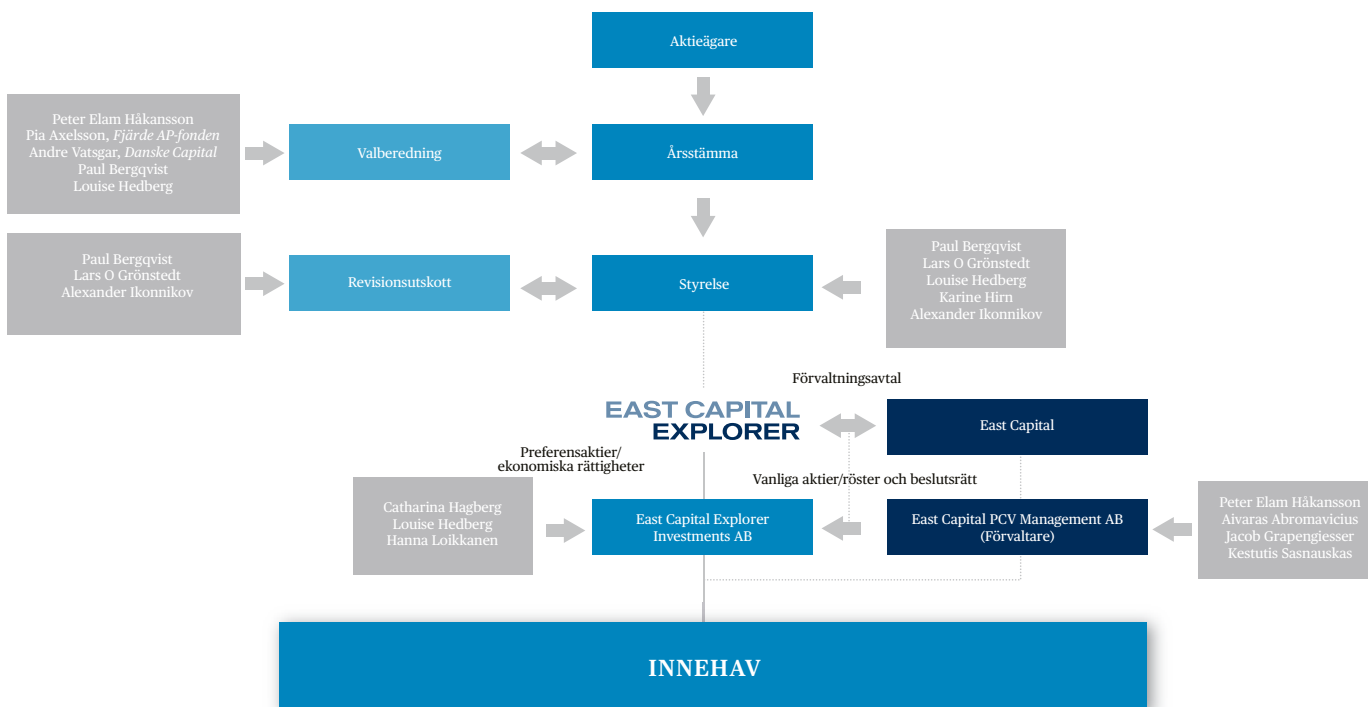 Aktieägare
Peter Elam Håkansson
Pia Axelsson, Fjärde AP-fonden
Andre Vatsgar, Danske Capital
Paul Bergqvist
Louise Hedberg
Valberedning
Årsstämma
Paul Bergqvist
Lars O Grönstedt
Alexander Ikonnikov
Revisionsutskott
Styrelse
Paul Bergqvist
Lars O Grönstedt
Louise Hedberg
Karine Hirn
Alexander Ikonnikov
Förvaltningsavtal
EAST CAPITAL
EXPLORER
East Capital
Preferensaktier/
ekonomiska rättigheter
Vanliga aktier/röster och beslutsrätt
Catharina Hagberg
Louise Hedberg
Hanna Loikkanen
East Capital Explorer
Investments AB
East Capital PCV Management AB
(Förvaltare)
Peter Elam Håkansson
Aivaras Abromavicius
Jacob Grapengiesser
Kestutis Sasnauskas
INNEHAV